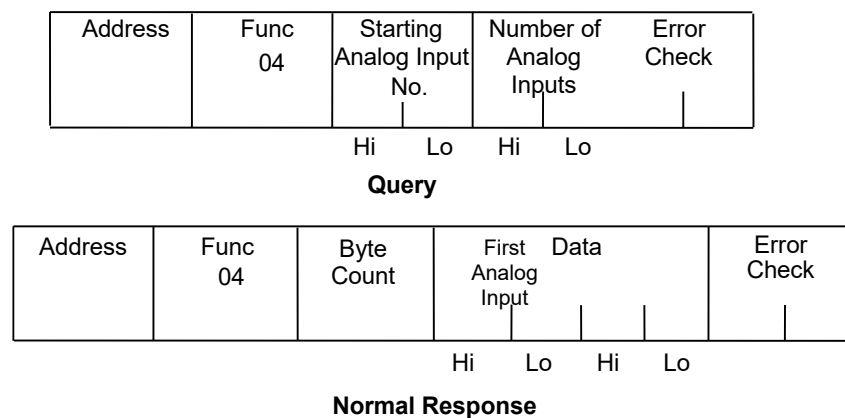 Address Func Starting Number of Error
04 Analog Input Analog Check
No. Inputs
Hi Lo Hi Lo
Query
Address Func Byte First Data Error
04 Count Analog Check
Input
Hi Lo Hi Lo
Normal Response